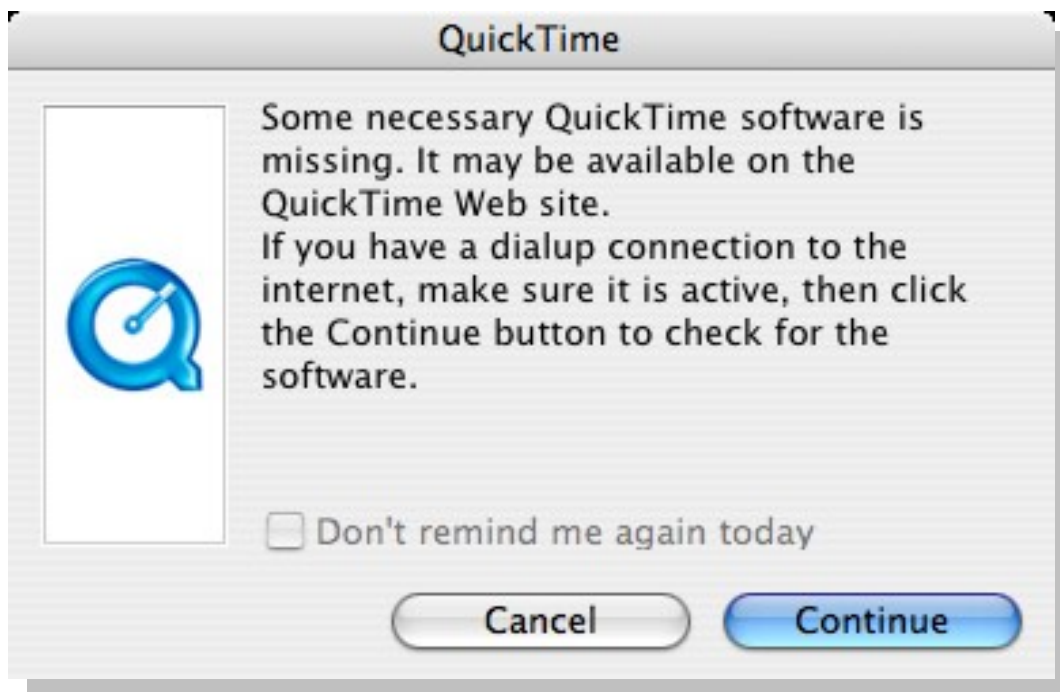 QuickTime
Some necessary QuickTime software is
missing. It may be available on the
QuickTime Web site.
If you have a dialup connection to the
internet, make sure it is active, then click
the Continue button to check for the
software.
Don't remind me again today
Cancel
Continue